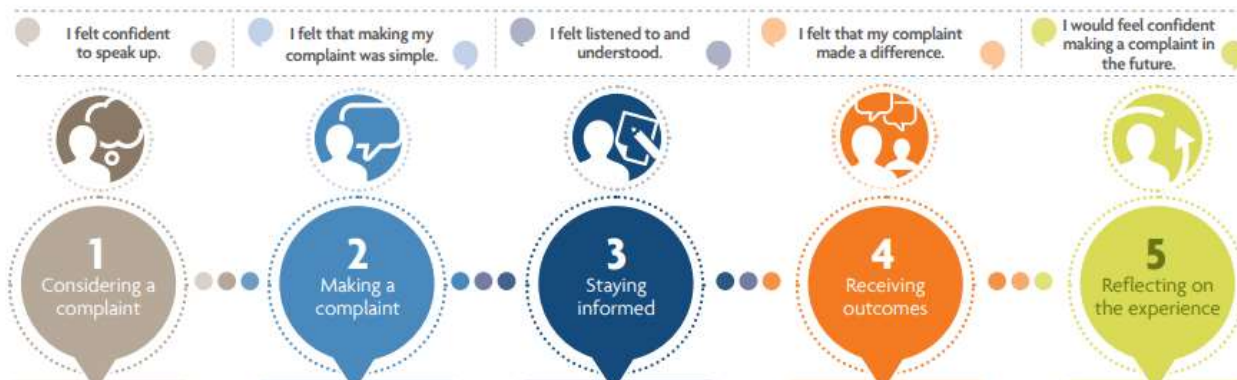 I felt confident
to speak up.
I felt that making my
complaint was simple.
I felt listened to and
understood.
I felt that my complaint
made a difference.
I would feel confident
making a complaint in
the future.
1
Considering a
complaint
2
Making a
complaint
3
Staying
informed
4
Receiving
outcomes
5
Reflecting on
the experience